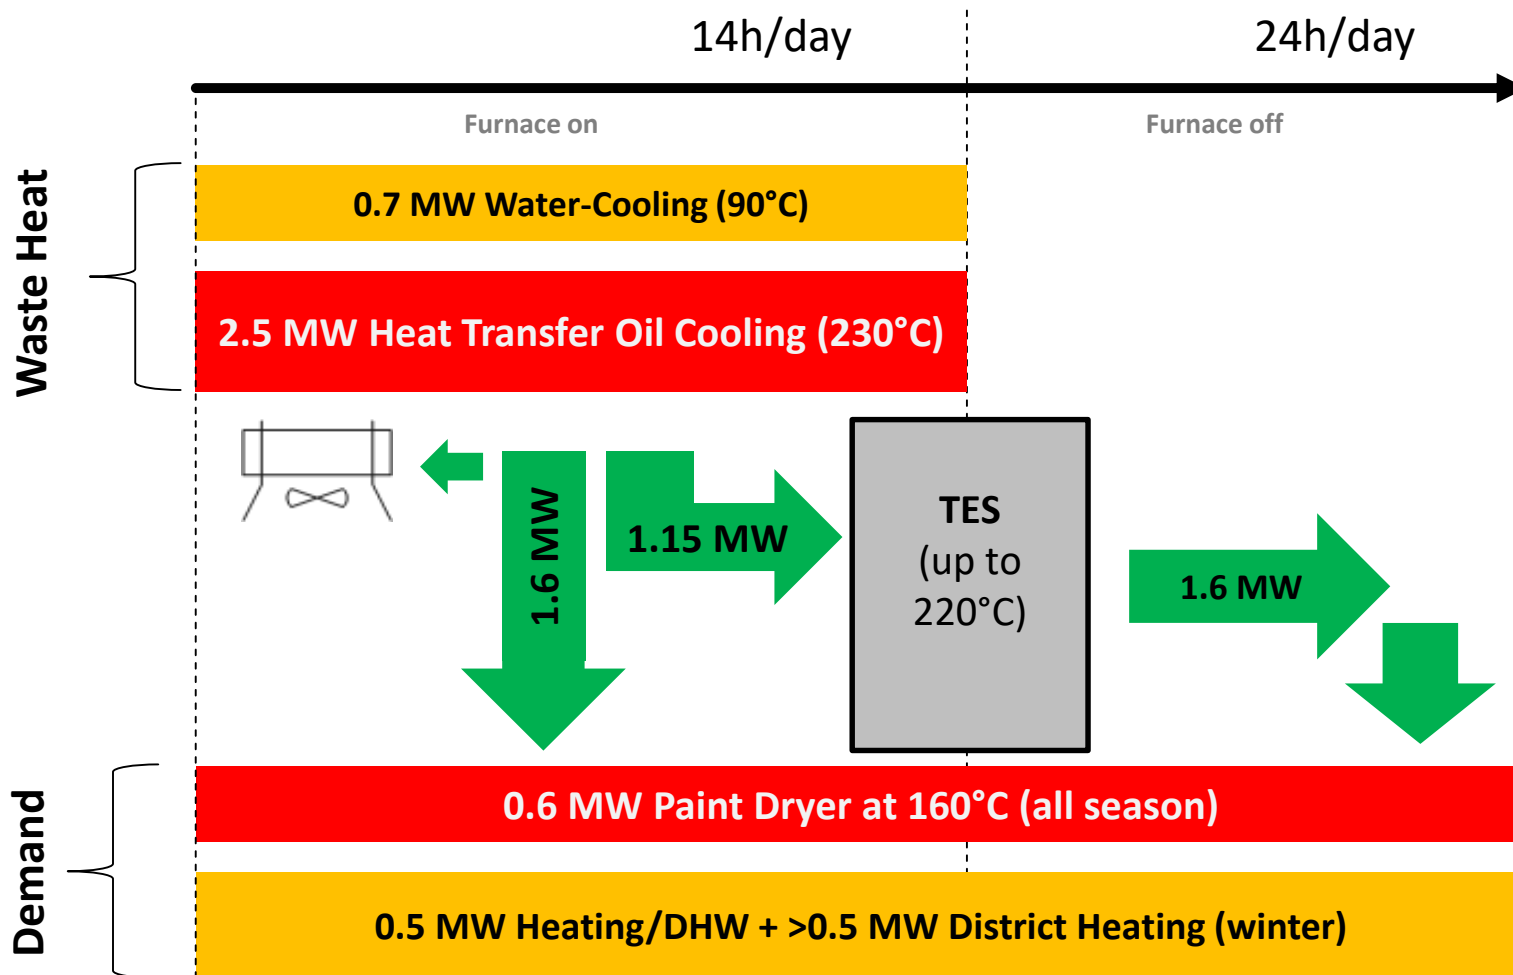 14h/day
24h/day
Furnace on
Furnace off
Waste Heat
0.7 MW Water-Cooling (90°C)
2.5 MW Heat Transfer Oil Cooling (230°C)
1.6 MW
1.15 MW
TES
(up to
220°C)
1.6 MW
Demand
0.6 MW Paint Dryer at 160°C (all season)
0.5 MW Heating/DHW + >0.5 MW District Heating (winter)